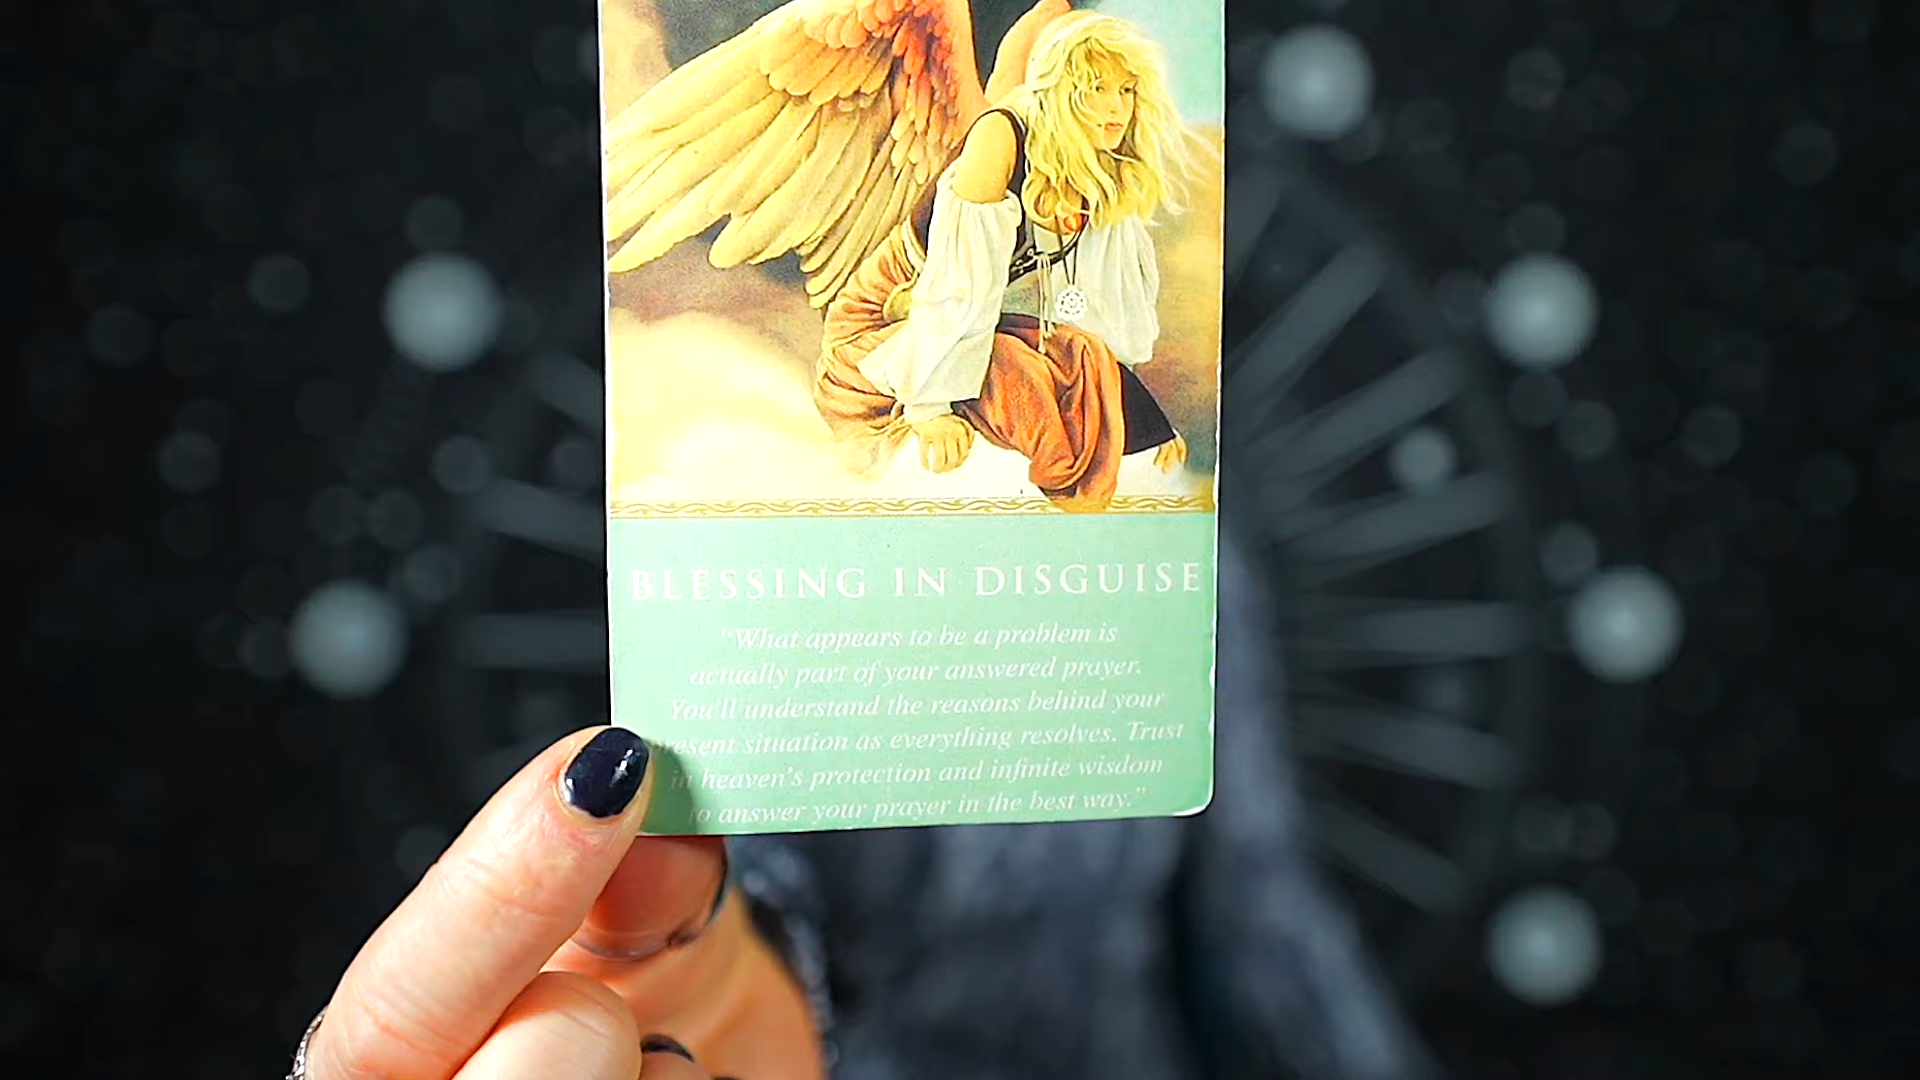 BLESSING IN DISGUISE
"What appears to be a problem is
actually part of your answered prayer.
You'll understand the reasons behind your
present situation as everything resolves. Trust
in heaven's protection and infinite wisdom
to answer your prayer in the best way."